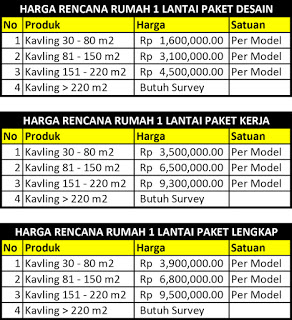 HARGA RENCANA RUMAH 1 LANTAI PAKET DESAIN
No Produk Harga Satuan
1 Kavling 30 - 80 m2 Rp 1,600,000.00 Per Model
2 Kavling 81 - 150 m2 Rp 3,100,000.00 Per Model
3 Kavling 151 - 220 m2 Rp 4,500,000.00 Per Model
4 Kavling > 220 m2 Butuh Survey
HARGA RENCANA RUMAH 1 LANTAI PAKET KERJA
No Produk Harga Satuan
1 Kavling 30 - 80 m2 Rp 3,500,000.00 Per Model
2 Kavling 81 - 150 m2 Rp 6,500,000.00 Per Model
3 Kavling 151 - 220 m2 Rp 9,300,000.00 Per Model
4 Kavling > 220 m2 Butuh Survey
HARGA RENCANA RUMAH 1 LANTAI PAKET LENGKAP
No Produk Harga Satuan
1 Kavling 30 - 80 m2 Rp 3,900,000.00 Per Model
2 Kavling 81 - 150 m2 Rp 6,800,000.00 Per Model
3 Kavling 151 - 220 m2 Rp 9,500,000.00 Per Model
4 Kavling > 220 m2 Butuh Survey